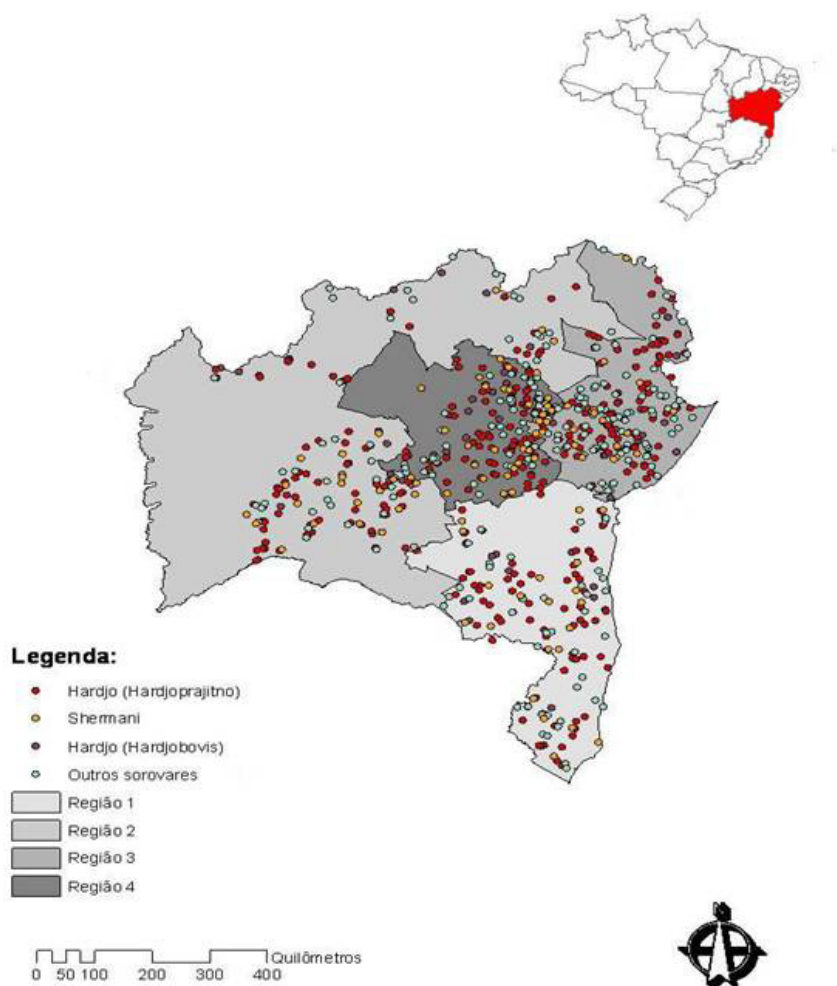 Legenda:
Hardjo (Hardjoprajitno)
Shermani
Hardjo (Hardjobovis)
Outros sorovares
Região 1
Região 2
Região 3
Região 4
Quilômetros
0 50 100 200 300 400